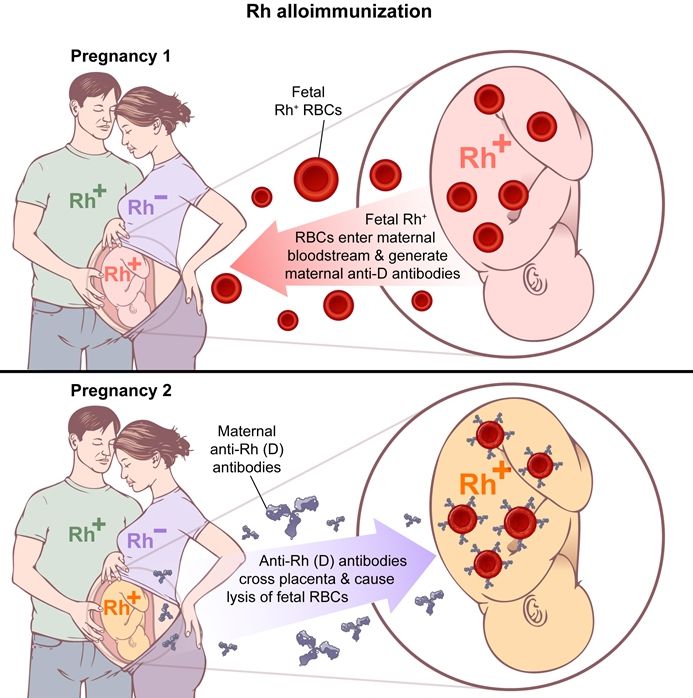 Rh alloimmunization
Pregnancy 1
Fetal
Rh⁺ RBCs
Rh⁺
Rh⁺
Rh⁻
Fetal Rh⁺
RBCs enter maternal
bloodstream & generate
maternal anti-D antibodies
Rh⁺
Pregnancy 2
Maternal
anti-Rh (D)
antibodies
Rh⁺
Rh⁺
Rh⁻
Anti-Rh (D) antibodies
cross placenta & cause
lysis of fetal RBCs
Rh⁺